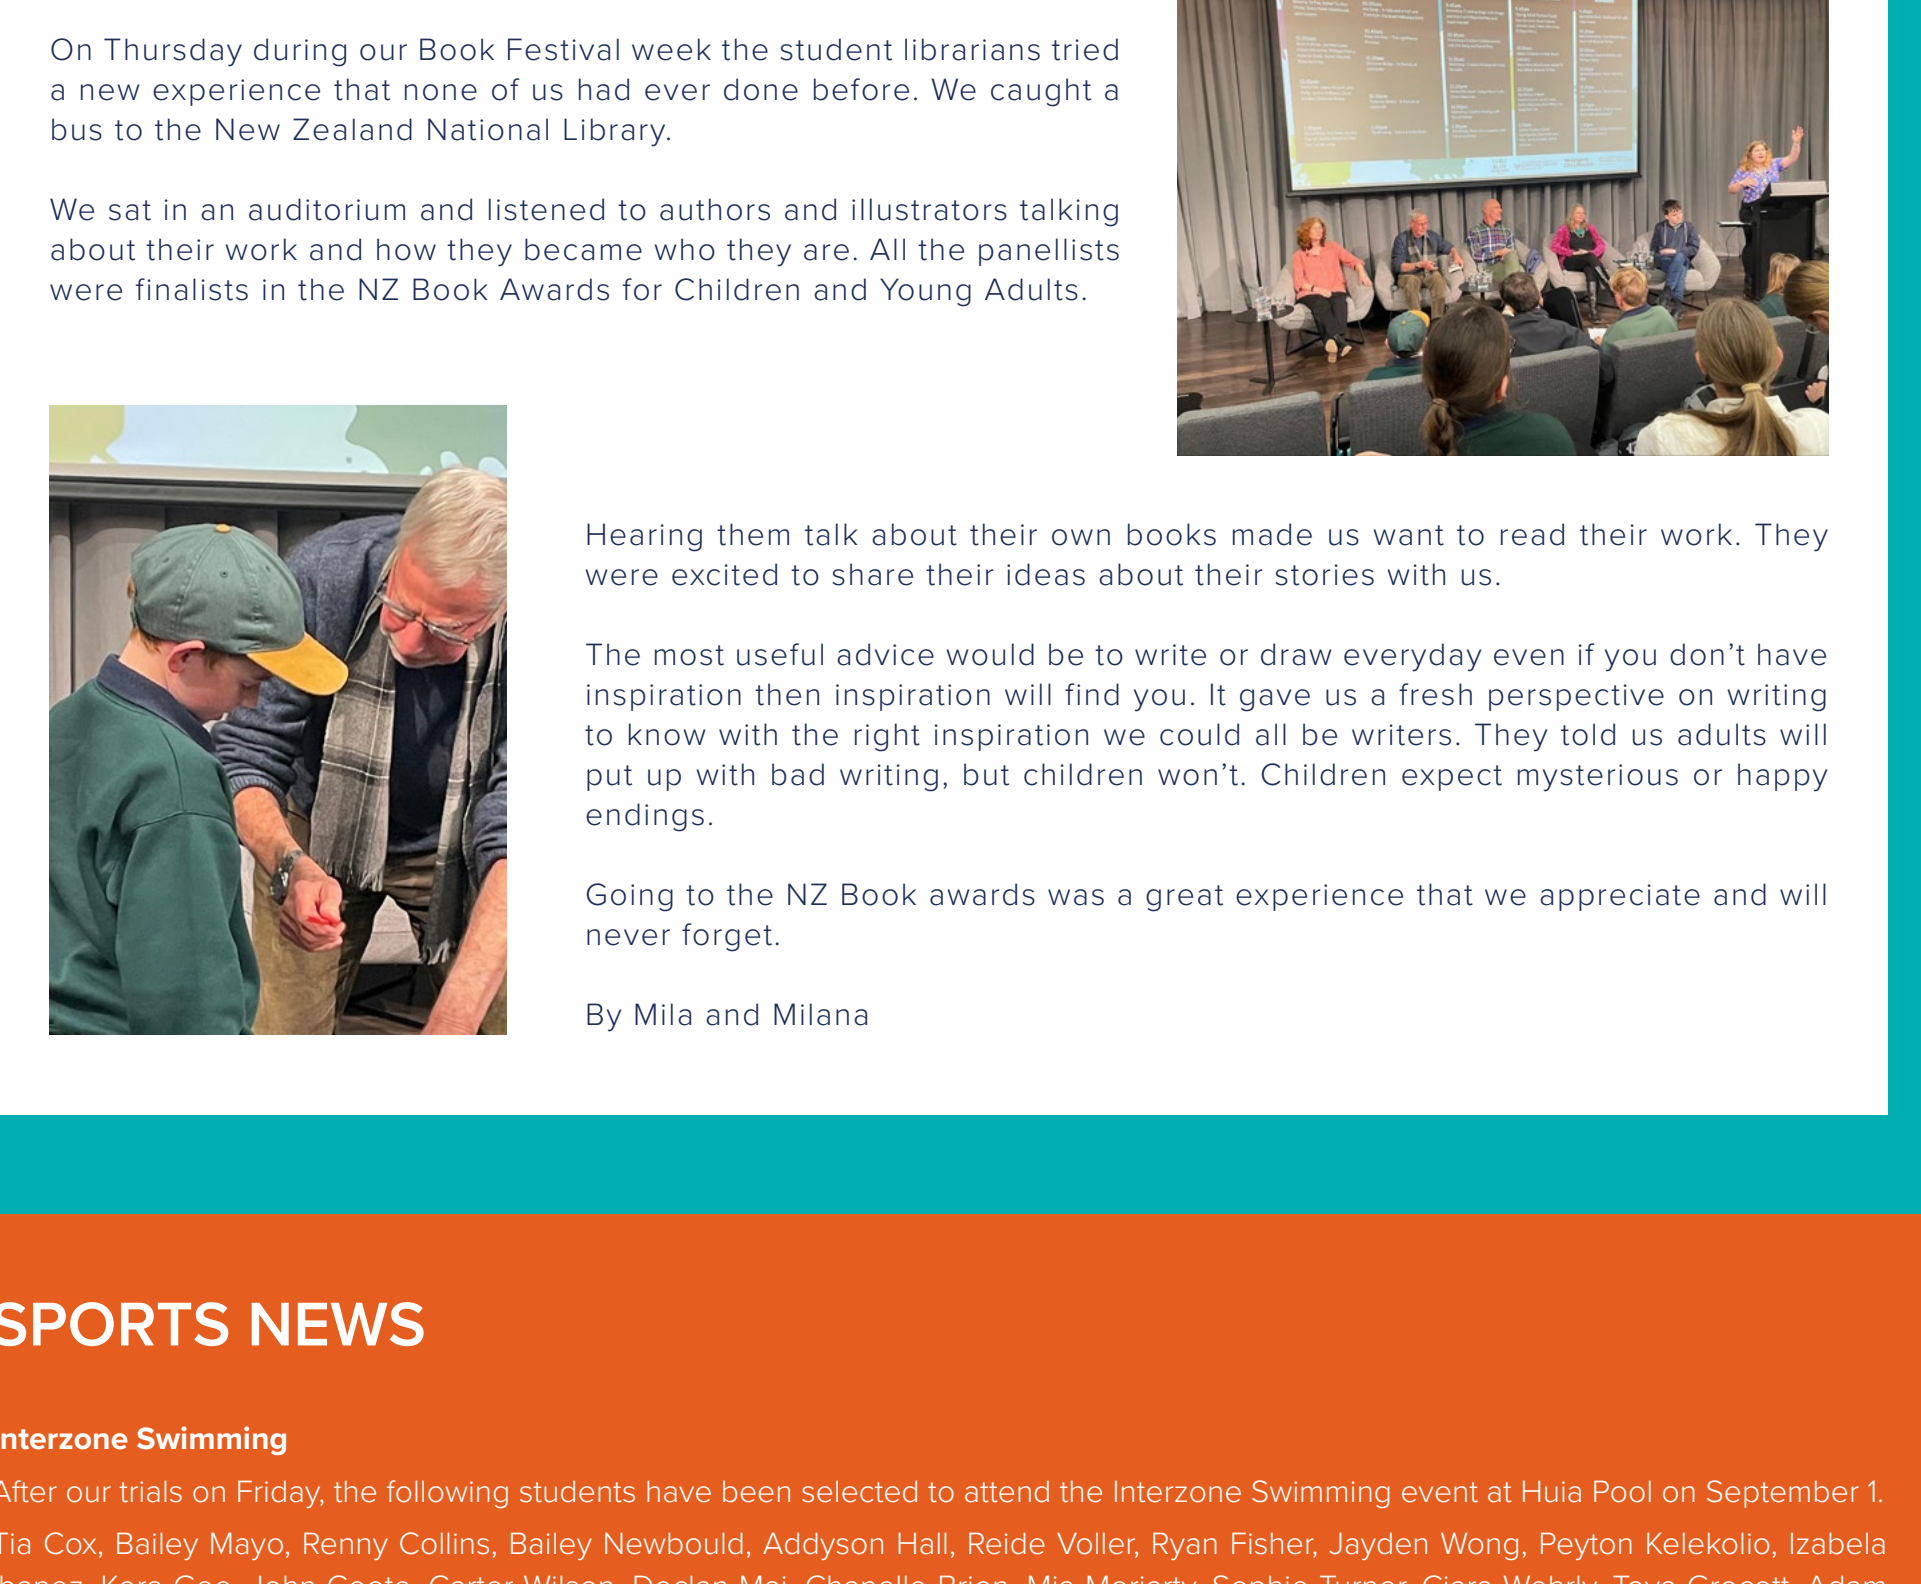 On Thursday during our Book Festival week the student librarians tried
a new experience that none of us had ever done before. We caught a
bus to the New Zealand National Library.
We sat in an auditorium and listened to authors and illustrators talking
about their work and how they became who they are. All the panellists
were finalists in the NZ Book Awards for Children and Young Adults.
Hearing them talk about their own books made us want to read their work. They
were excited to share their ideas about their stories with us.
The most useful advice would be to write or draw everyday even if you don’t have
inspiration then inspiration will find you. It gave us a fresh perspective on writing
to know with the right inspiration we could all be writers. They told us adults will
put up with bad writing, but children won’t. Children expect mysterious or happy
endings.
Going to the NZ Book awards was a great experience that we appreciate and will
never forget.
By Mila and Milana
SPORTS NEWS
Interzone Swimming
After our trials on Friday, the following students have been selected to attend the Interzone Swimming event at Huia Pool on September 1.
Tia Cox, Bailey Mayo, Renny Collins, Bailey Newbould, Addyson Hall, Reide Voller, Ryan Fisher, Jayden Wong, Peyton Kelekolio, Izabela